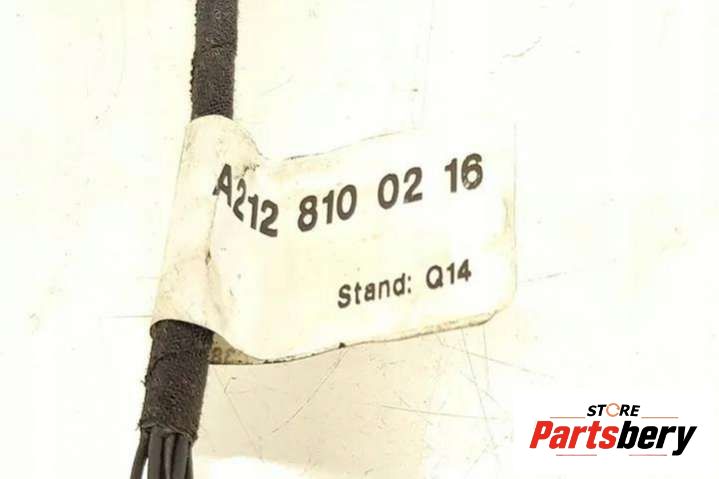 A212 810 02 16
Stand: Q14
STORE
Partsbery